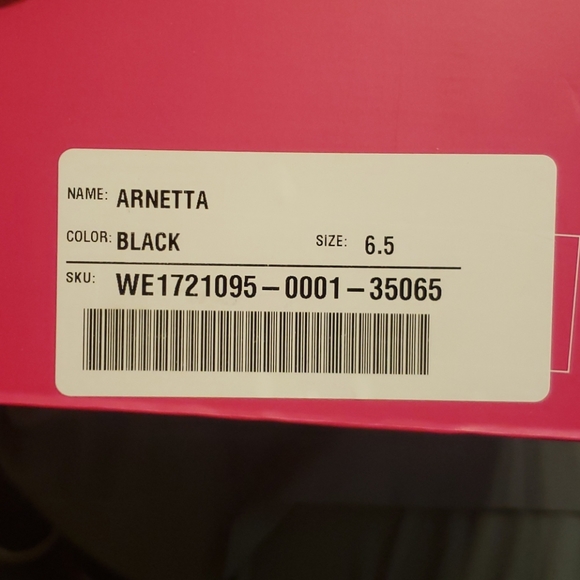 NAME: ARNETTA
COLOR: BLACK SIZE: 6.5
SKU: WE1721095-0001-35065